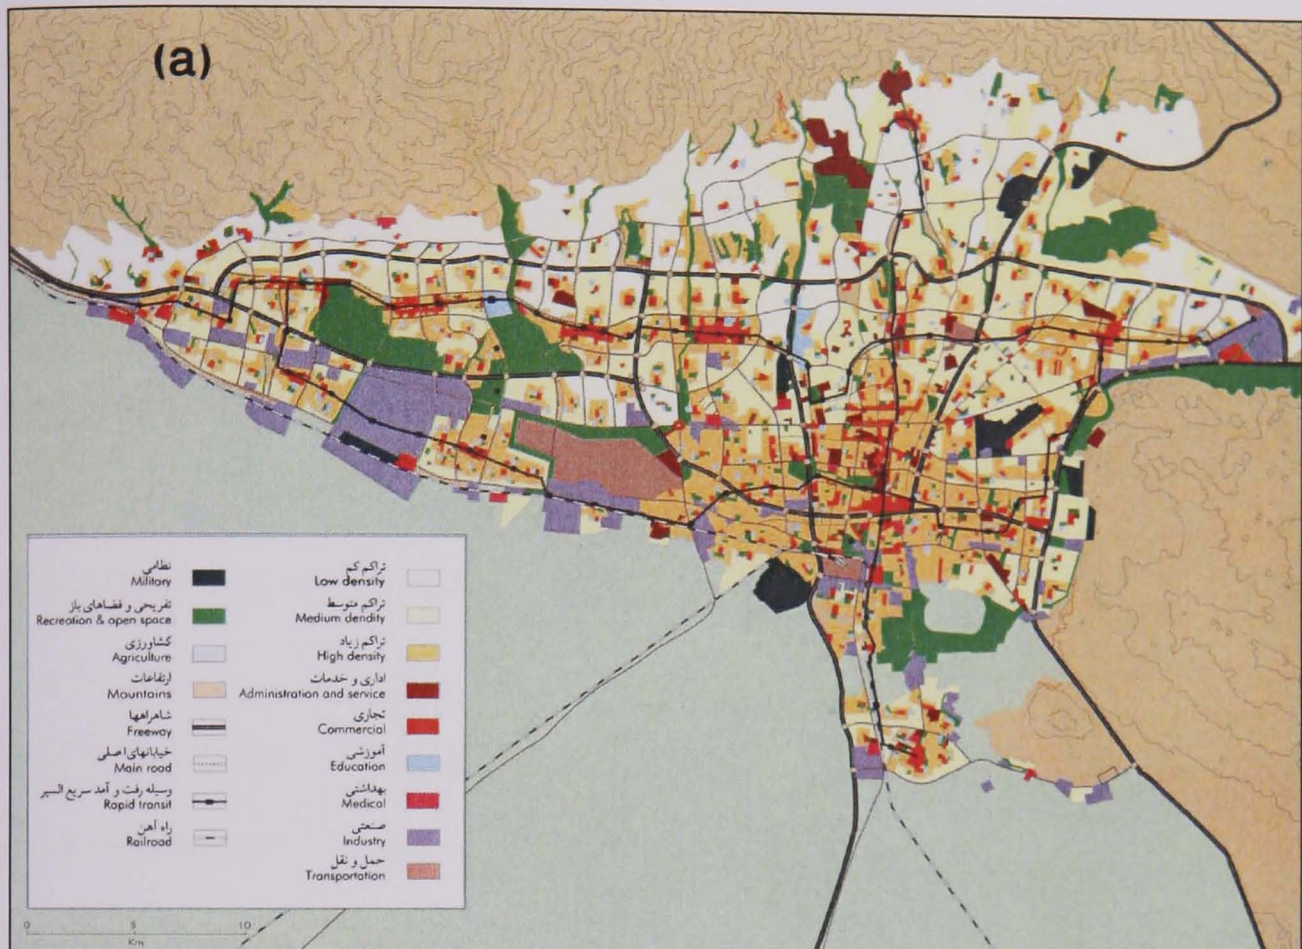 (a)
نظامی
Military
تفریحی و فضاهای باز
Recreation & open space
کشاورزی
Agriculture
ارتفاعات
Mountains
شاهراهها
Freeway
خیابانهای اصلی
Main road
وسیله رفت و آمد سریع السیر
Rapid transit
راه آهن
Railroad
تراکم کم
Low density
تراکم متوسط
Medium dendity
تراکم زیاد
High density
اداری و خدمات
Administration and service
تجاری
Commercial
آموزشی
Education
بهداشتی
Medical
صنعتی
Industry
حمل و نقل
Transportation
0 5 10
Km